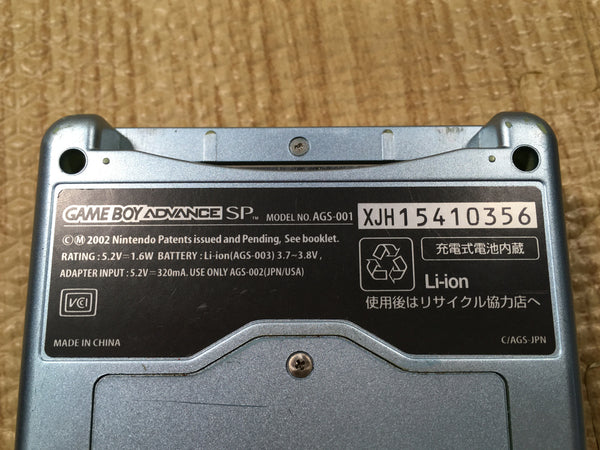 GAME BOY ADVANCE SP™ MODEL NO. AGS-001 XJH15410356
©Ⓜ 2002 Nintendo Patents issued and Pending, See booklet.
RATING : 5.2V⎓1.6W BATTERY : Li-ion(AGS-003) 3.7~3.8V,
ADAPTER INPUT : 5.2V⎓320mA. USE ONLY AGS-002(JPN/USA)
充電式電池内蔵
Li-ion
使用後はリサイクル協力店へ
VCI
MADE IN CHINA
C/AGS-JPN